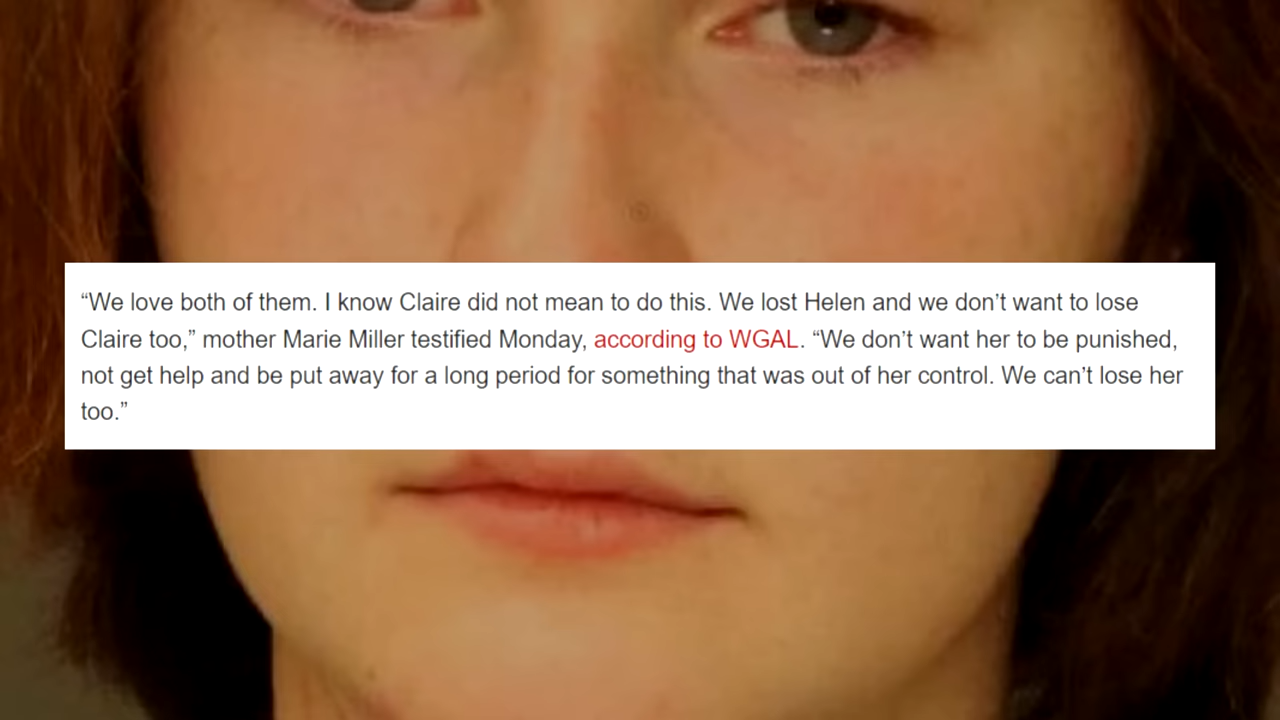 “We love both of them. I know Claire did not mean to do this. We lost Helen and we don’t want to lose
Claire too,” mother Marie Miller testified Monday, according to WGAL. “We don’t want her to be punished,
not get help and be put away for a long period for something that was out of her control. We can’t lose her
too.”